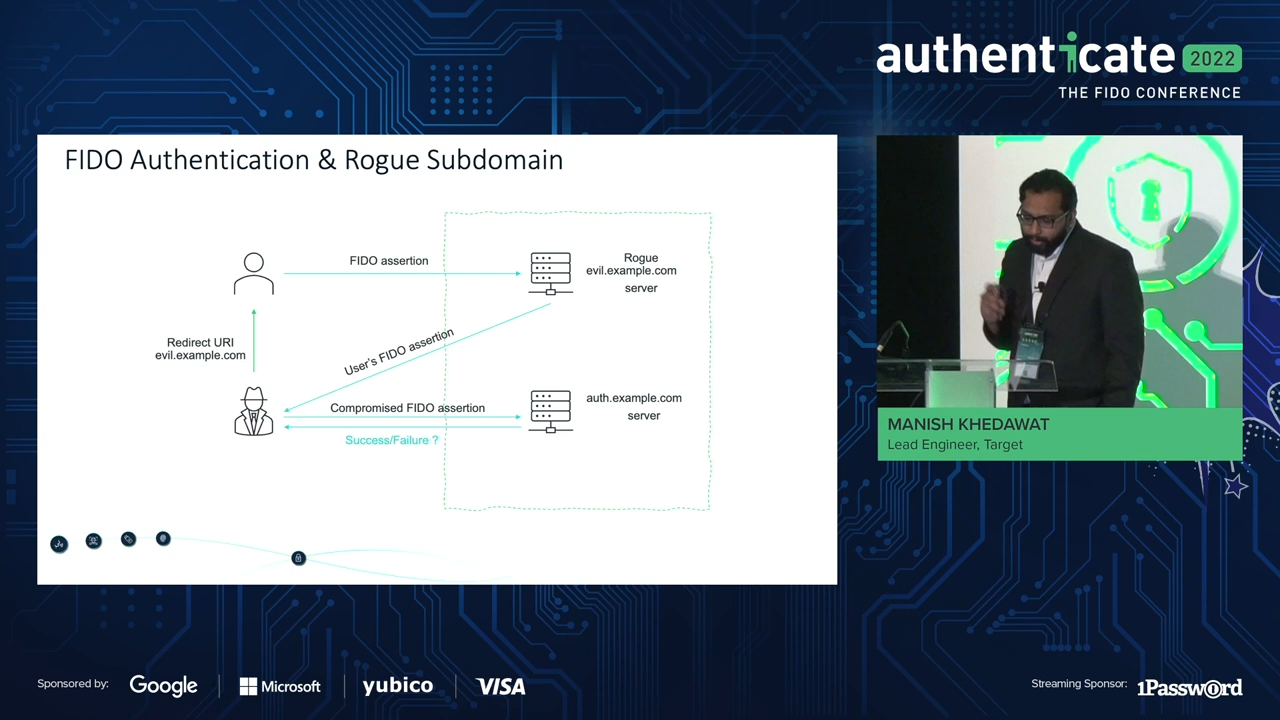 authenticate 2022
THE FIDO CONFERENCE
FIDO Authentication & Rogue Subdomain
FIDO assertion
Rogue
evil.example.com
server
Redirect URI
evil.example.com
User's FIDO assertion
Compromised FIDO assertion
Success/Failure ?
auth.example.com
server
MANISH KHEDAWAT
Lead Engineer, Target
Sponsored by:
Google
Microsoft
yubico
VISA
Streaming Sponsor:
1Password